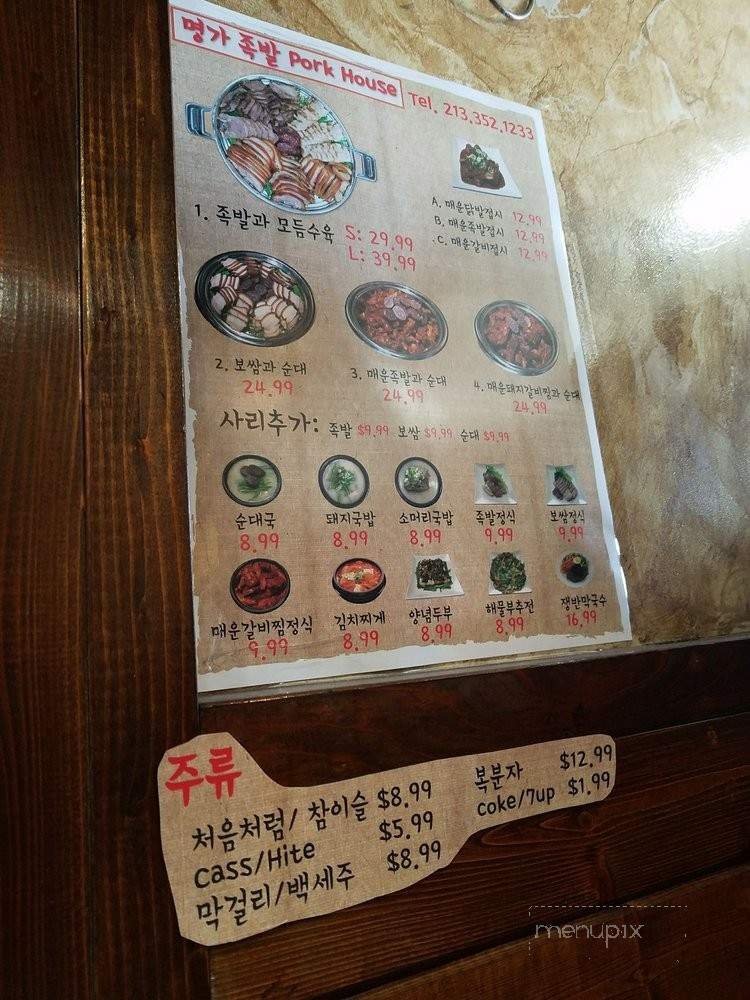 명가 족발 Pork House
Tel. 213.352.1233
A. 매운닭발접시 12.99
B. 매운족발접시 12.99
C. 매운갈비접시 12.99
1. 족발과 모듬수육 S: 29.99
L: 39.99
2. 보쌈과 순대
24.99
3. 매운족발과 순대
24.99
4. 매운돼지갈비찜과 순대
24.99
사리추가: 족발 $9.99 보쌈 $9.99 순대 $9.99
순대국
8.99
돼지국밥
8.99
소머리국밥
8.99
족발정식
9.99
보쌈정식
9.99
매운갈비찜정식
9.99
김치찌게
8.99
양념두부
8.99
해물부추전
8.99
쟁반막국수
16.99
주류
처음처럼/ 참이슬 $8.99
cass/Hite $5.99
막걸리/백세주 $8.99
복분자 $12.99
coke/7up $1.99
menupix